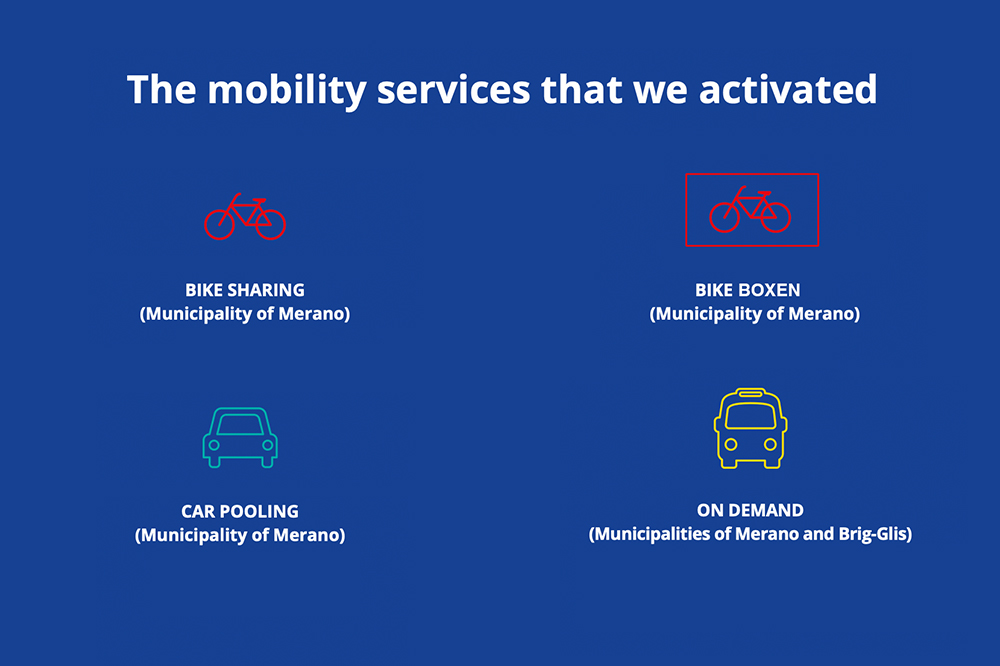 The mobility services that we activated
BIKE SHARING
(Municipality of Merano)
BIKE BOXEN
(Municipality of Merano)
CAR POOLING
(Municipality of Merano)
ON DEMAND
(Municipalities of Merano and Brig-Glis)